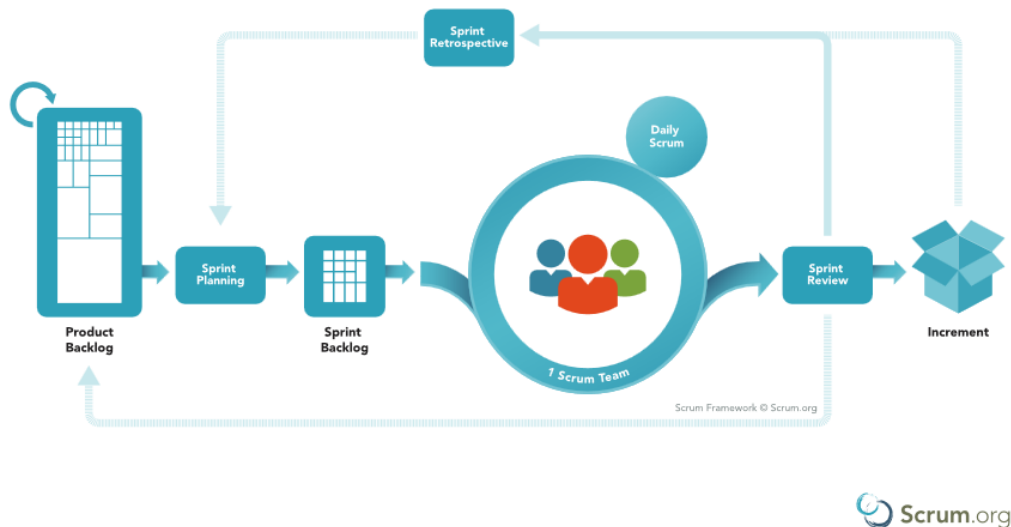 Sprint
Retrospective
Daily
Scrum
Sprint
Planning
Sprint
Review
Product
Backlog
Sprint
Backlog
Increment
1 Scrum Team
Scrum Framework © Scrum.org
Scrum.org